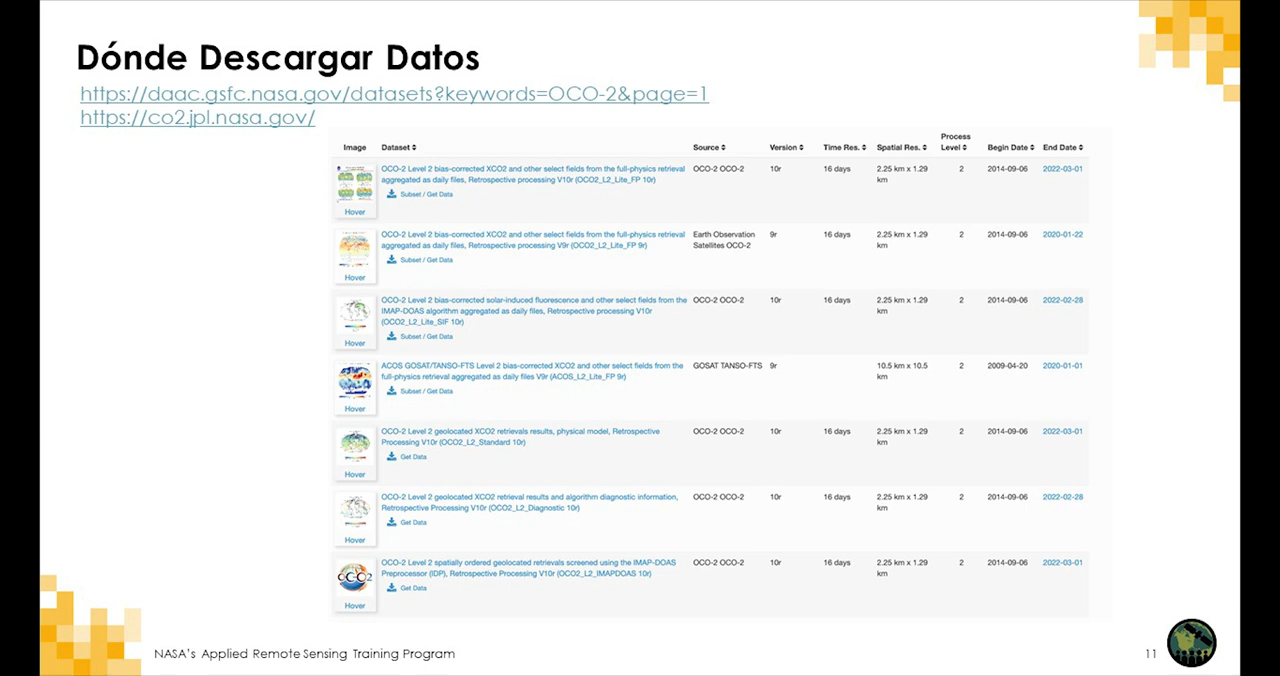 Dónde Descargar Datos
https://daac.gsfc.nasa.gov/datasets?keywords=OCO-2&page=1
https://co2.jpl.nasa.gov/
Image Dataset Source Version Time Res. Spatial Res. Process Level Begin Date End Date
OCO-2 Level 2 bias-corrected XCO2 and other select fields from the full-physics retrieval OCO-2 OCO-2 10r 16 days 2.25 km x 1.29 2 2014-09-06 2022-03-01
aggregated as daily files, Retrospective processing V10r (OCO2_L2_Lite_FP 10r) km
Subset / Get Data
Hover
OCO-2 Level 2 bias-corrected XCO2 and other select fields from the full-physics retrieval Earth Observation 9r 16 days 2.25 km x 1.29 2 2014-09-06 2020-01-22
aggregated as daily files, Retrospective processing V9r (OCO2_L2_Lite_FP 9r) Satellites OCO-2 km
Subset / Get Data
Hover
OCO-2 Level 2 bias-corrected solar-induced fluorescence and other select fields from the OCO-2 OCO-2 10r 16 days 2.25 km x 1.29 2 2014-09-06 2022-02-28
IMAP-DOAS algorithm aggregated as daily files, Retrospective processing V10r km
(OCO2_L2_Lite_SIF 10r)
Subset / Get Data
Hover
ACOS GOSAT/TANSO-FTS Level 2 bias-corrected XCO2 and other select fields from the GOSAT TANSO-FTS 9r 10.5 km x 10.5 2 2009-04-20 2020-01-01
full-physics retrieval aggregated as daily files V9r (ACOS_L2_Lite_FP 9r) km
Subset / Get Data
Hover
OCO-2 Level 2 geolocated XCO2 retrievals results, physical model, Retrospective OCO-2 OCO-2 10r 16 days 2.25 km x 1.29 2 2014-09-06 2022-03-01
Processing V10r (OCO2_L2_Standard 10r) km
Get Data
Hover
OCO-2 Level 2 geolocated XCO2 retrieval results and algorithm diagnostic information, OCO-2 OCO-2 10r 16 days 2.25 km x 1.29 2 2014-09-06 2022-02-28
Retrospective Processing V10r (OCO2_L2_Diagnostic 10r) km
Get Data
Hover
OCO-2 Level 2 spatially ordered geolocated retrievals screened using the IMAP-DOAS OCO-2 OCO-2 10r 16 days 2.25 km x 1.29 2 2014-09-06 2022-03-01
Preprocessor (IDP), Retrospective Processing V10r (OCO2_L2_IMAPDOAS 10r) km
OCO2
Get Data
Hover
NASA's Applied Remote Sensing Training Program 11